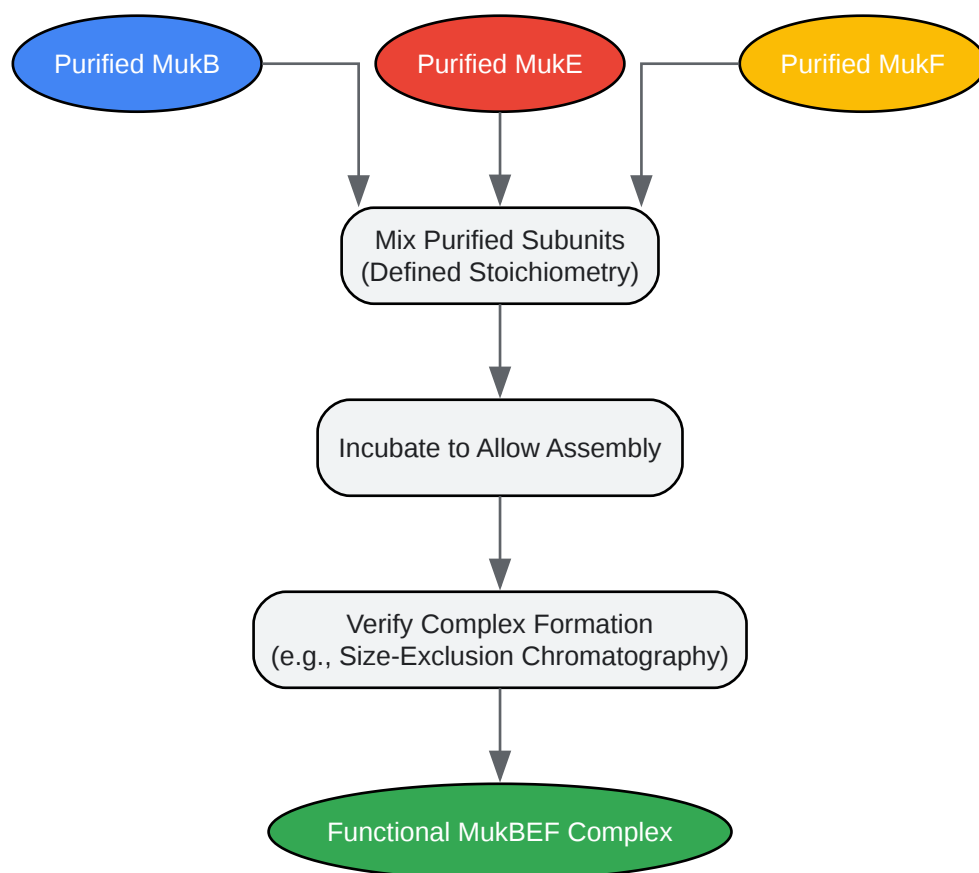 Purified MukB
Purified MukE
Purified MukF
Mix Purified Subunits
(Defined Stoichiometry)
Incubate to Allow Assembly
Verify Complex Formation
(e.g., Size-Exclusion Chromatography)
Functional MukBEF Complex